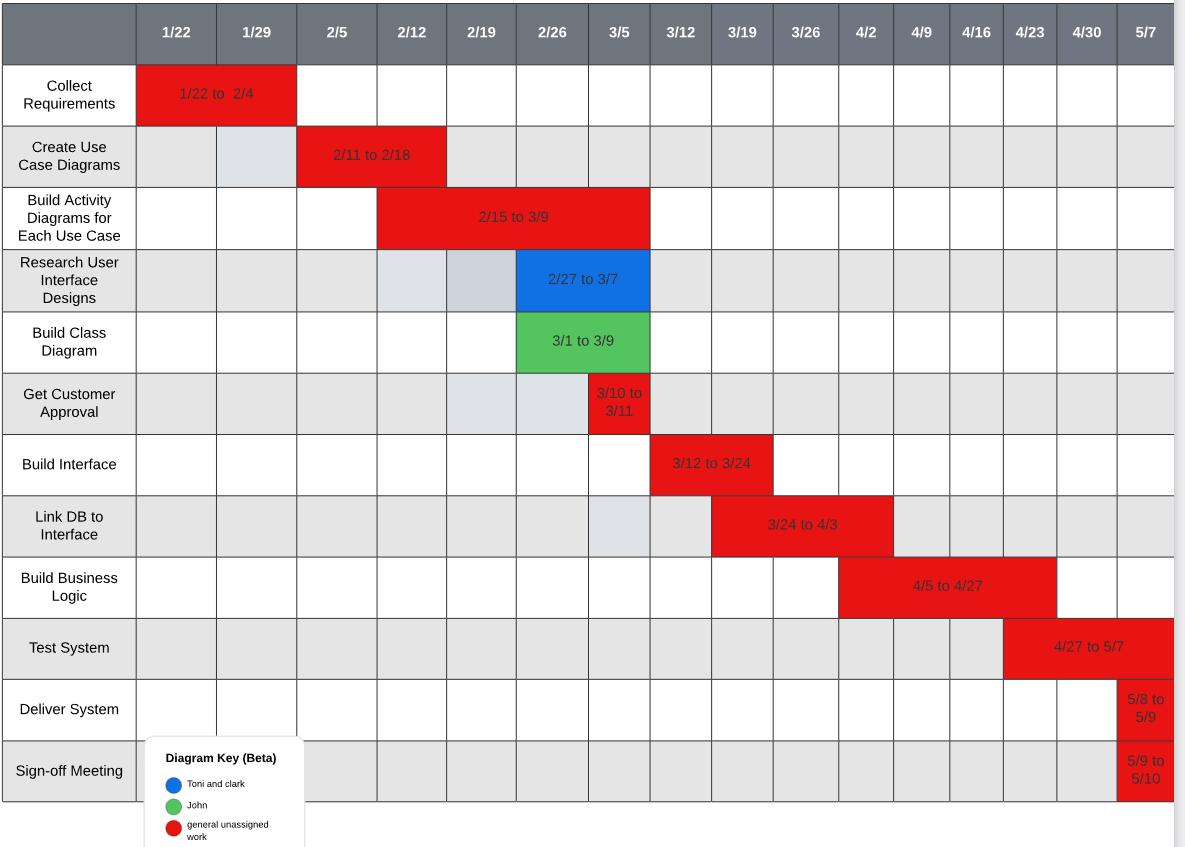 1/22 1/29 2/5 2/12 2/19 2/26 3/5 3/12 3/19 3/26 4/2 4/9 4/16 4/23 4/30 5/7
Collect
Requirements
1/22 to 2/4
Create Use
Case Diagrams
2/11 to 2/18
Build Activity
Diagrams for
Each Use Case
2/15 to 3/9
Research User
Interface
Designs
2/27 to 3/7
Build Class
Diagram
3/1 to 3/9
Get Customer
Approval
3/10 to
3/11
Build Interface
3/12 to 3/24
Link DB to
Interface
3/24 to 4/3
Build Business
Logic
4/5 to 4/27
Test System
4/27 to 5/7
Deliver System
5/8 to
5/9
Sign-off Meeting
5/9 to
5/10
Diagram Key (Beta)
Toni and clark
John
general unassigned
work